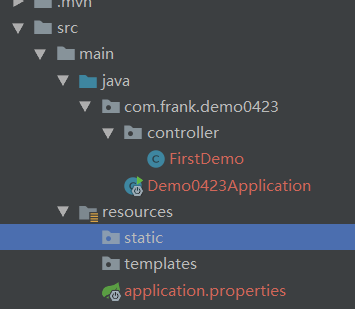 .mvn
src
main
java
com.frank.demo0423
controller
FirstDemo
Demo0423Application
resources
static
templates
application.properties